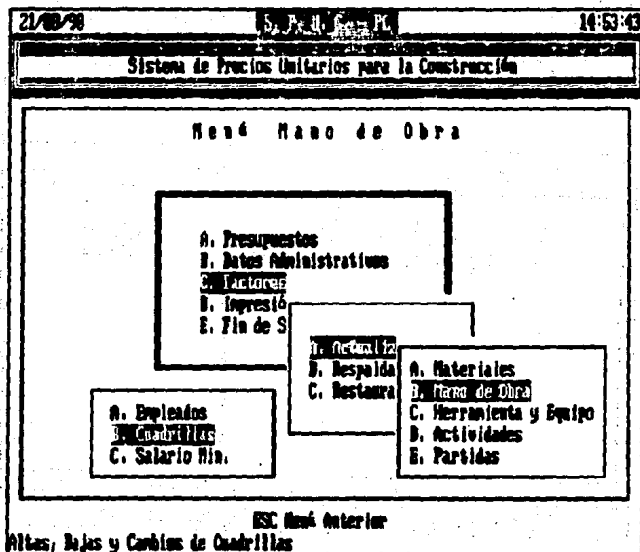 21/08/90 S. P. U. C. - PC 14:53:43
Sistema de Precios Unitarios para la Construcción
Menú Mano de Obra
A. Presupuestos
B. Datos Administrativos
C. Factores
D. Impresió
E. Fin de S
A. Actualiz
B. Respalda
C. Restaura
A. Materiales
B. Mano de Obra
C. Herramienta y Equipo
D. Actividades
E. Partidas
A. Empleados
B. Cuadrillas
C. Salario Min.
ESC Menú Anterior
Altas, Bajas y Cambios de Cuadrillas